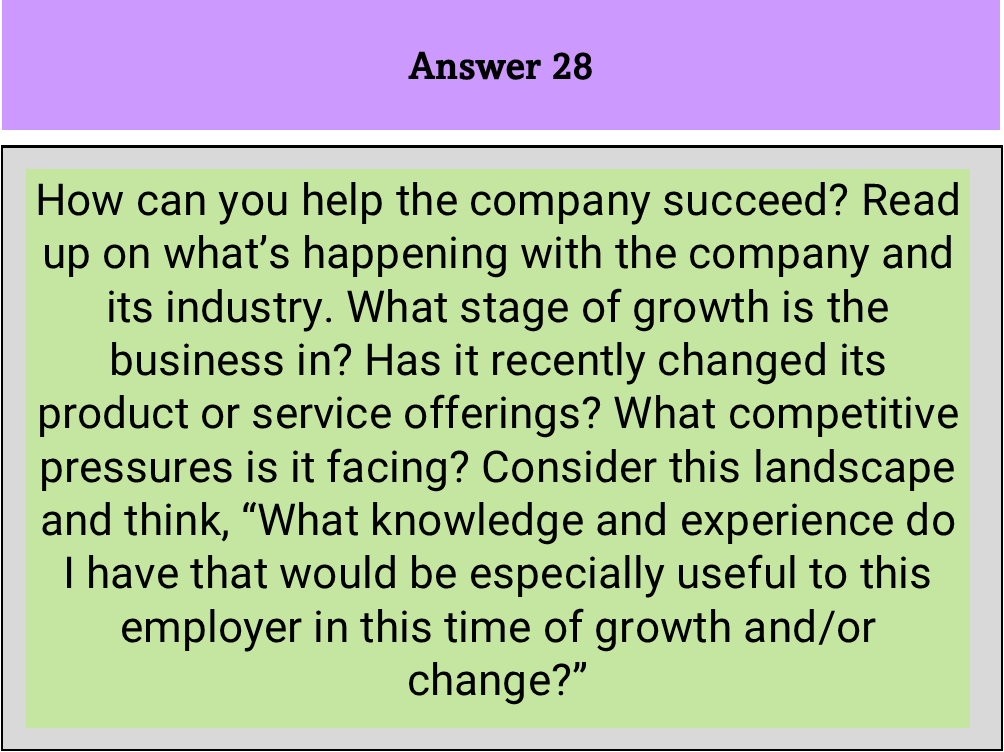 Answer 28
How can you help the company succeed? Read
up on what’s happening with the company and
its industry. What stage of growth is the
business in? Has it recently changed its
product or service offerings? What competitive
pressures is it facing? Consider this landscape
and think, “What knowledge and experience do
I have that would be especially useful to this
employer in this time of growth and/or
change?”